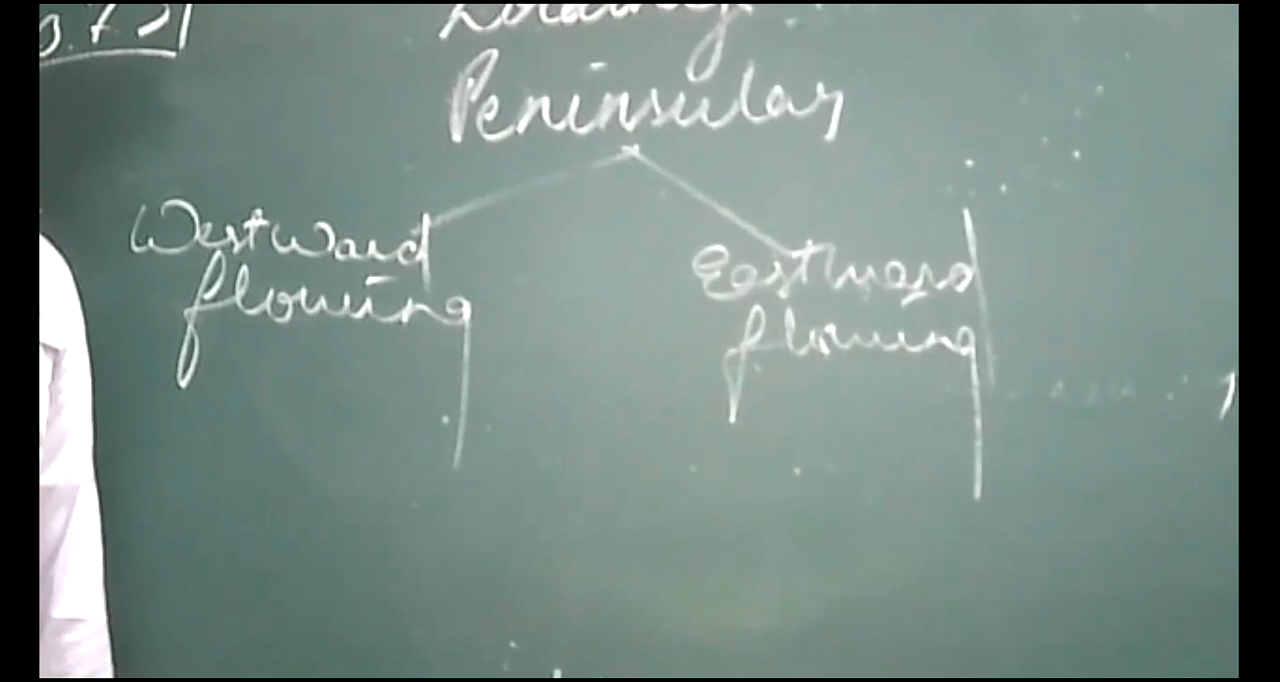 Peninsular
Westward
flowing
Eastward
flowing